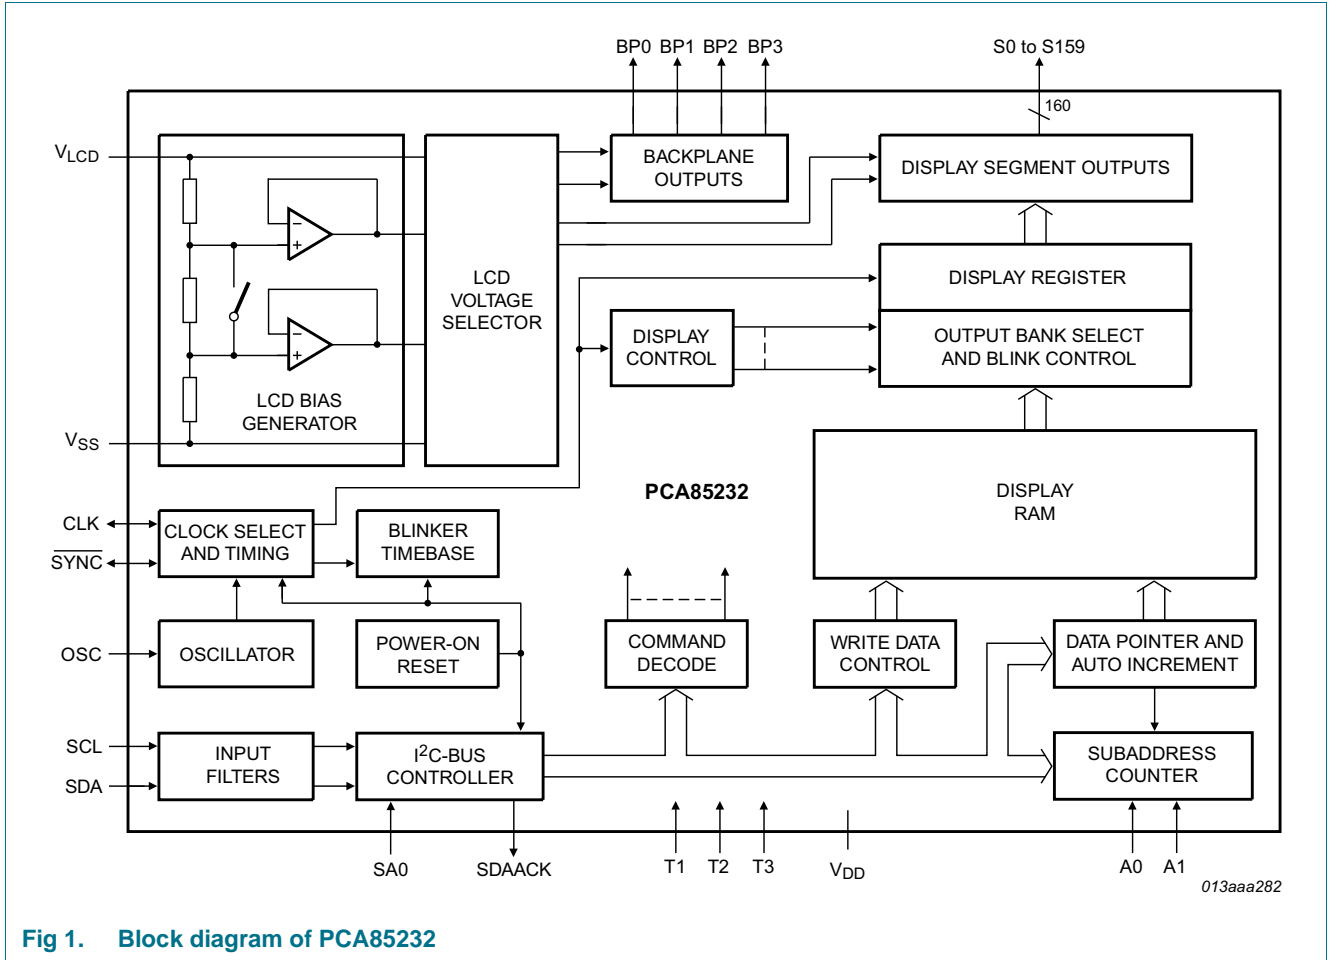 BP0 BP1 BP2 BP3
S0 to S159
160
VLCD
BACKPLANE
OUTPUTS
DISPLAY SEGMENT OUTPUTS
LCD
VOLTAGE
SELECTOR
DISPLAY REGISTER
DISPLAY
CONTROL
OUTPUT BANK SELECT
AND BLINK CONTROL
LCD BIAS
GENERATOR
VSS
PCA85232
DISPLAY
RAM
CLK
SYNC
CLOCK SELECT
AND TIMING
BLINKER
TIMEBASE
OSC
OSCILLATOR
POWER-ON
RESET
COMMAND
DECODE
WRITE DATA
CONTROL
DATA POINTER AND
AUTO INCREMENT
SCL
SDA
INPUT
FILTERS
I2C-BUS
CONTROLLER
SUBADDRESS
COUNTER
SA0
SDAACK
T1
T2
T3
VDD
A0
A1
013aaa282
Fig 1. Block diagram of PCA85232